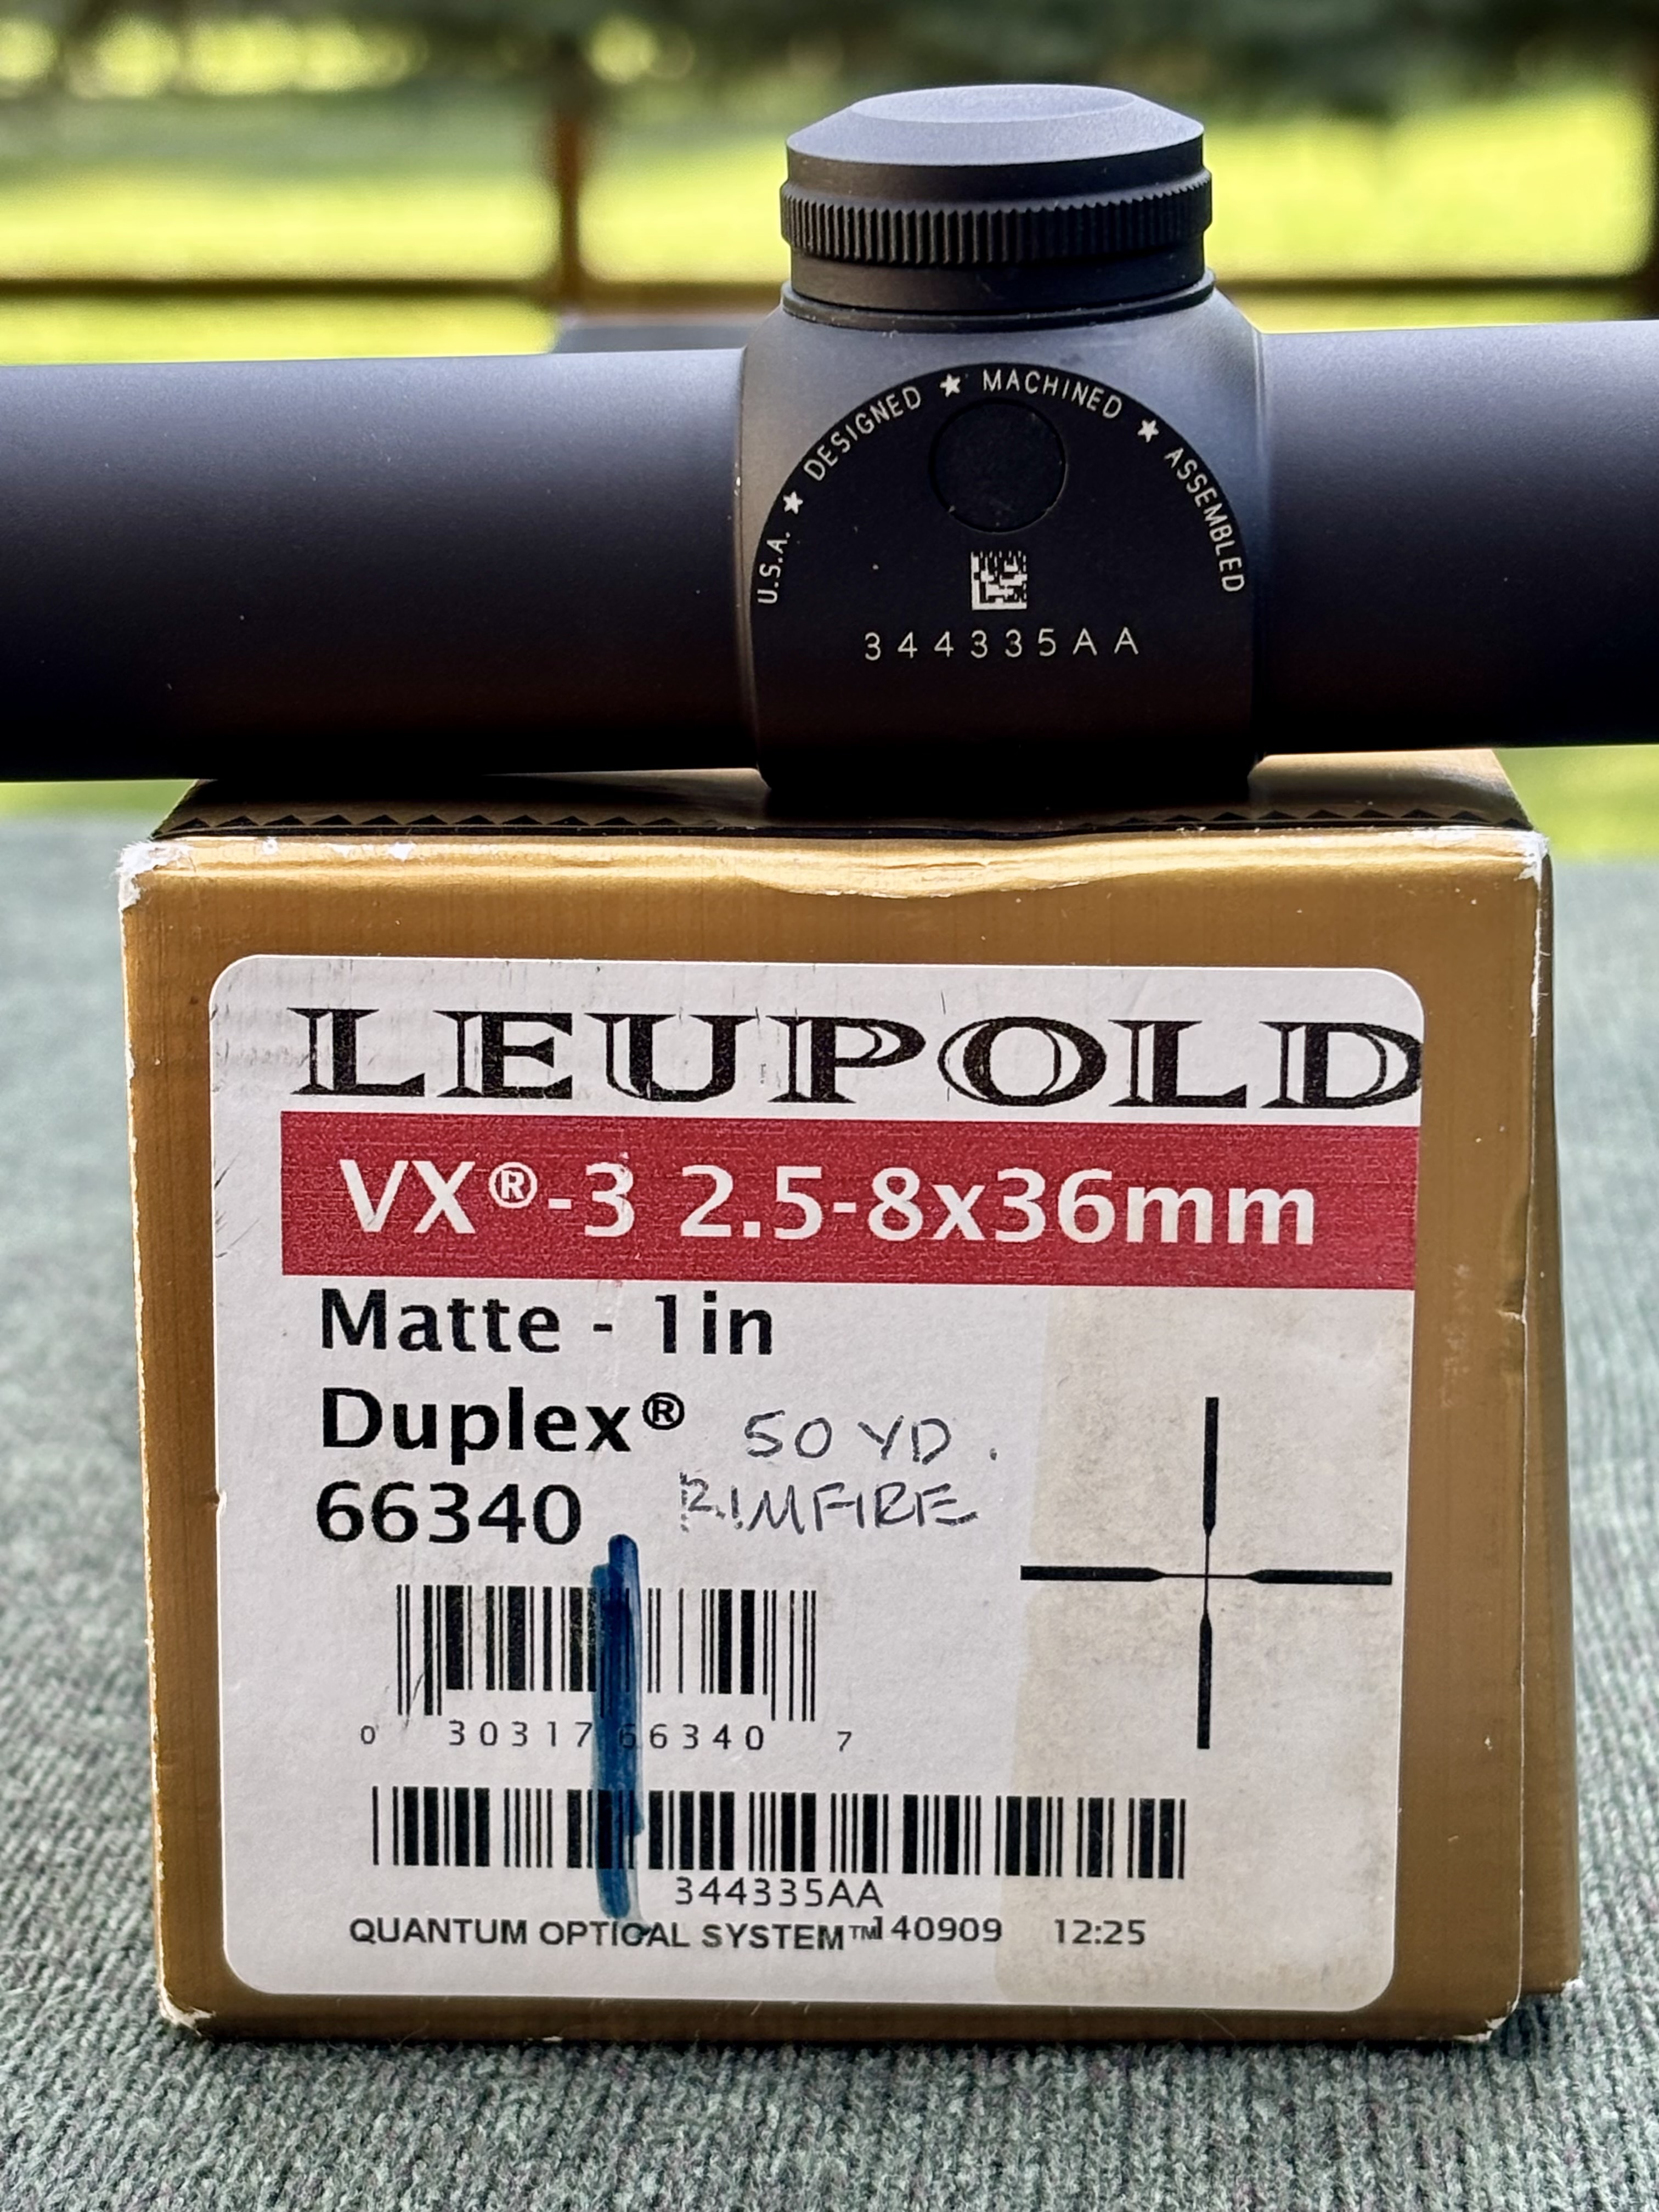 U.S.A. ★ DESIGNED ★ MACHINED ★ ASSEMBLED
344335AA
LEUPOLD
VX®-3 2.5-8x36mm
Matte - 1in
Duplex® 50 YD.
66340 RIMFIRE
0 30317 66340 7
344335AA
QUANTUM OPTICAL SYSTEM™ 140909 12:25